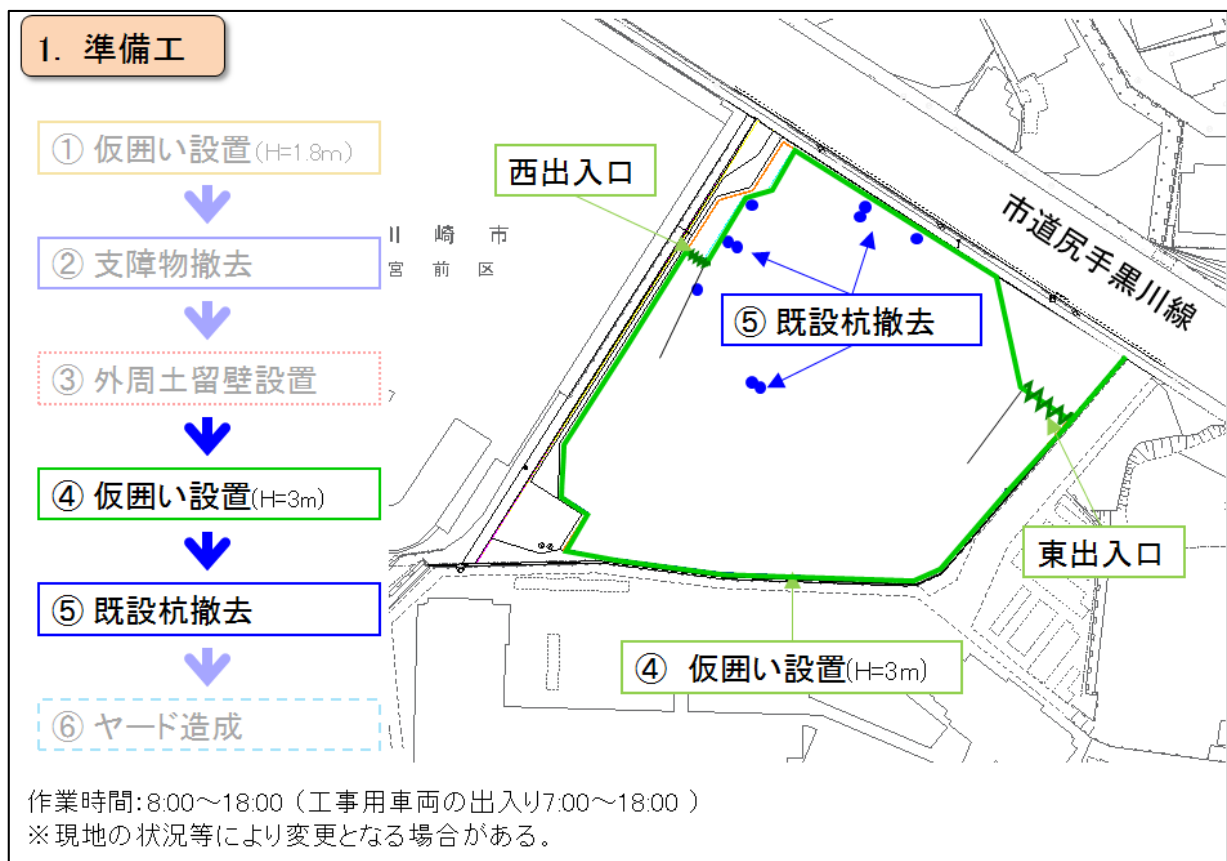 1. 準備工
① 仮囲い設置(H=1.8m)
② 支障物撤去
③ 外周土留壁設置
④ 仮囲い設置(H=3m)
⑤ 既設杭撤去
⑥ ヤード造成
西出入口
川崎市
宮前区
市道尻手黒川線
⑤ 既設杭撤去
東出入口
④ 仮囲い設置(H=3m)
作業時間:8:00～18:00 (工事用車両の出入り7:00～18:00 )
※現地の状況等により変更となる場合がある。